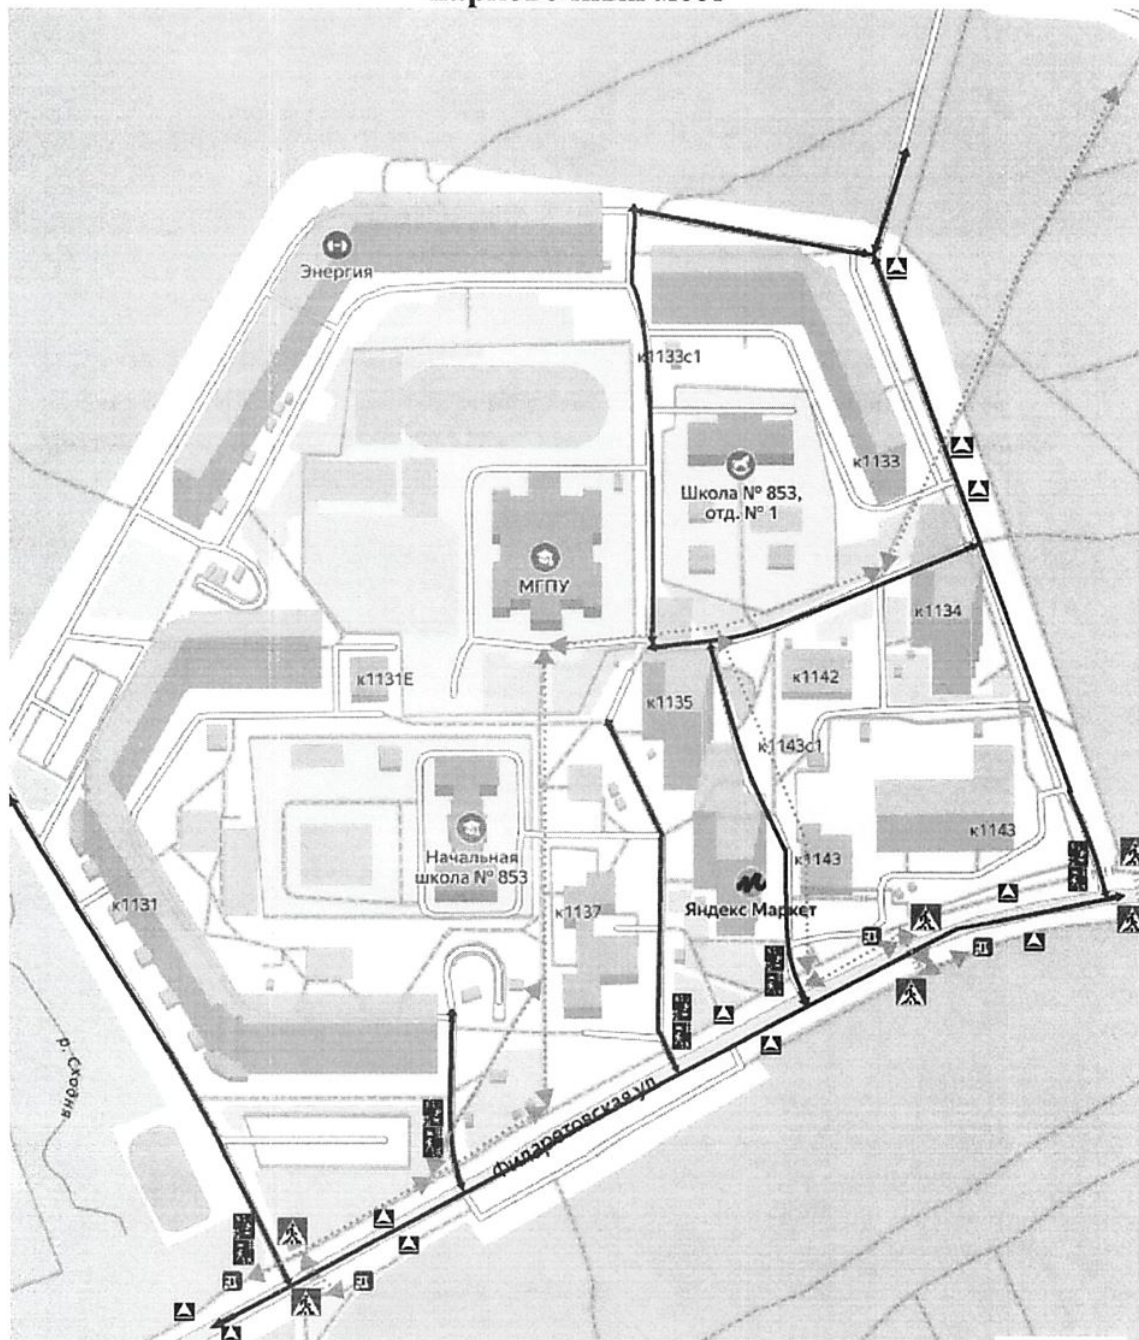 Энергия
к1133с1
к1133
Школа № 853,
отд. № 1
МГПУ
к1134
к1131Е
к1135
к1142
к1143с1
Начальная
школа № 853
к1143
к1143
к1131
к1137
Яндекс Маркет
р. Сходня
Филаретовская ул